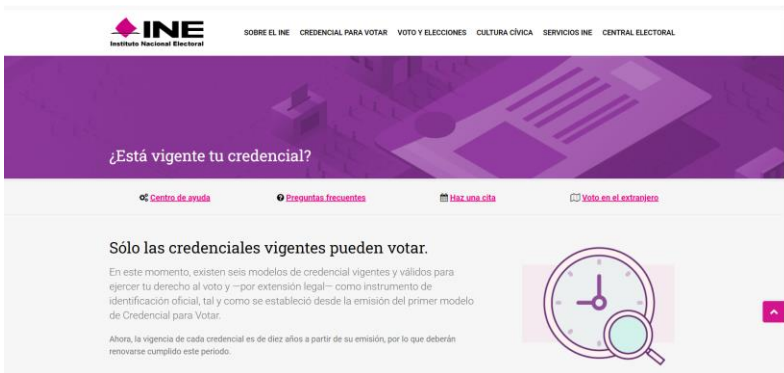 INE
Instituto Nacional Electoral
SOBRE EL INE CREDENCIAL PARA VOTAR VOTO Y ELECCIONES CULTURA CÍVICA SERVICIOS INE CENTRAL ELECTORAL
¿Está vigente tu credencial?
Centro de ayuda Preguntas frecuentes Haz una cita Voto en el extranjero
Sólo las credenciales vigentes pueden votar.
En este momento, existen seis modelos de credencial vigentes y válidos para
ejercer tu derecho al voto y —por extensión legal— como instrumento de
identificación oficial, tal y como se estableció desde la emisión del primer modelo
de Credencial para Votar.
Ahora, la vigencia de cada credencial es de diez años a partir de su emisión, por lo que deberán
renovarse cumplido este periodo.